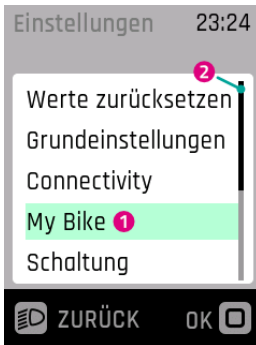 Einstellungen 23:24
2
Werte zurücksetzen
Grundeinstellungen
Connectivity
My Bike 1
Schaltung
ZURÜCK OK